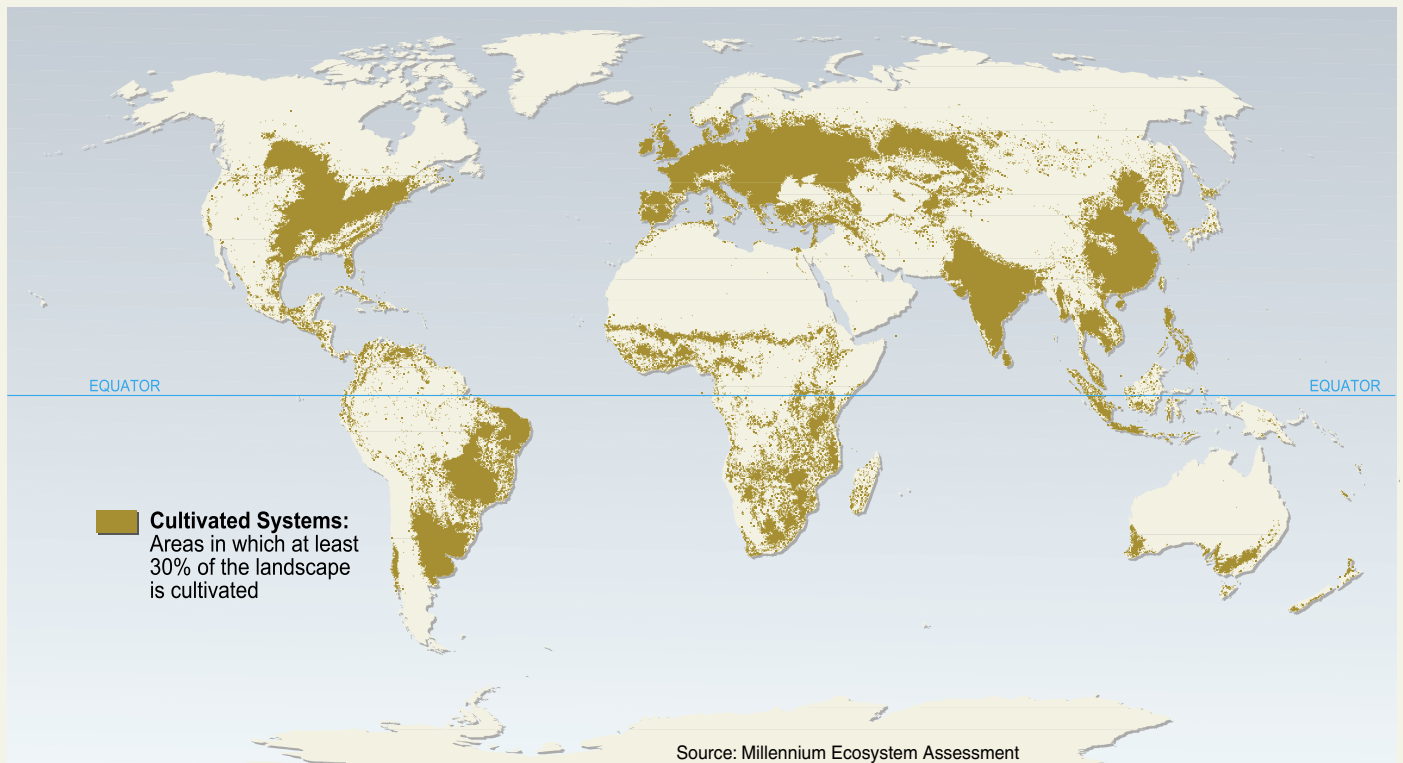 EQUATOR
EQUATOR
Cultivated Systems:
Areas in which at least
30% of the landscape
is cultivated
Source: Millennium Ecosystem Assessment